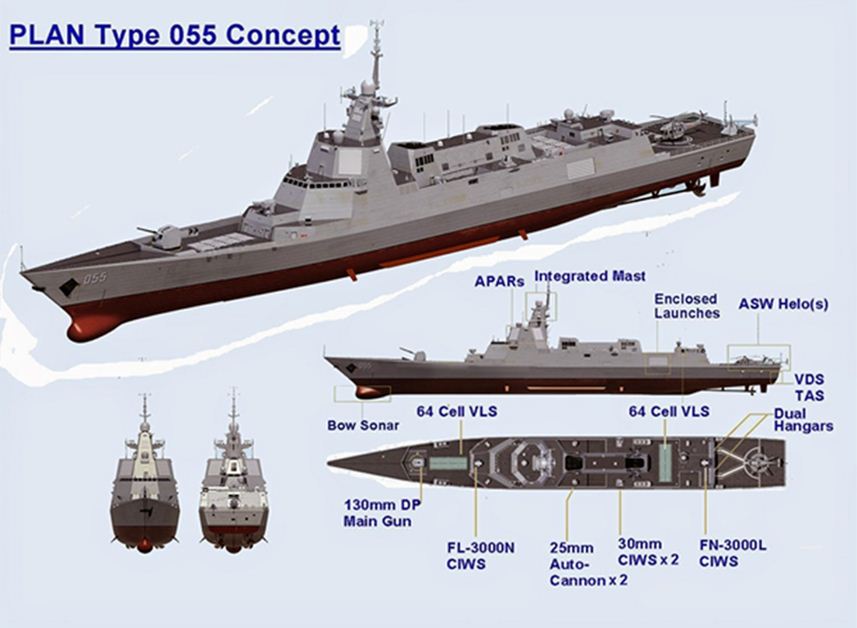 PLAN Type 055 Concept
055
APARs
Integrated Mast
Enclosed
Launches
ASW Helo(s)
VDS
TAS
Bow Sonar
64 Cell VLS
64 Cell VLS
Dual
Hangars
130mm DP
Main Gun
FL-3000N
CIWS
25mm
Auto-
Cannon x 2
30mm
CIWS x 2
FN-3000L
CIWS